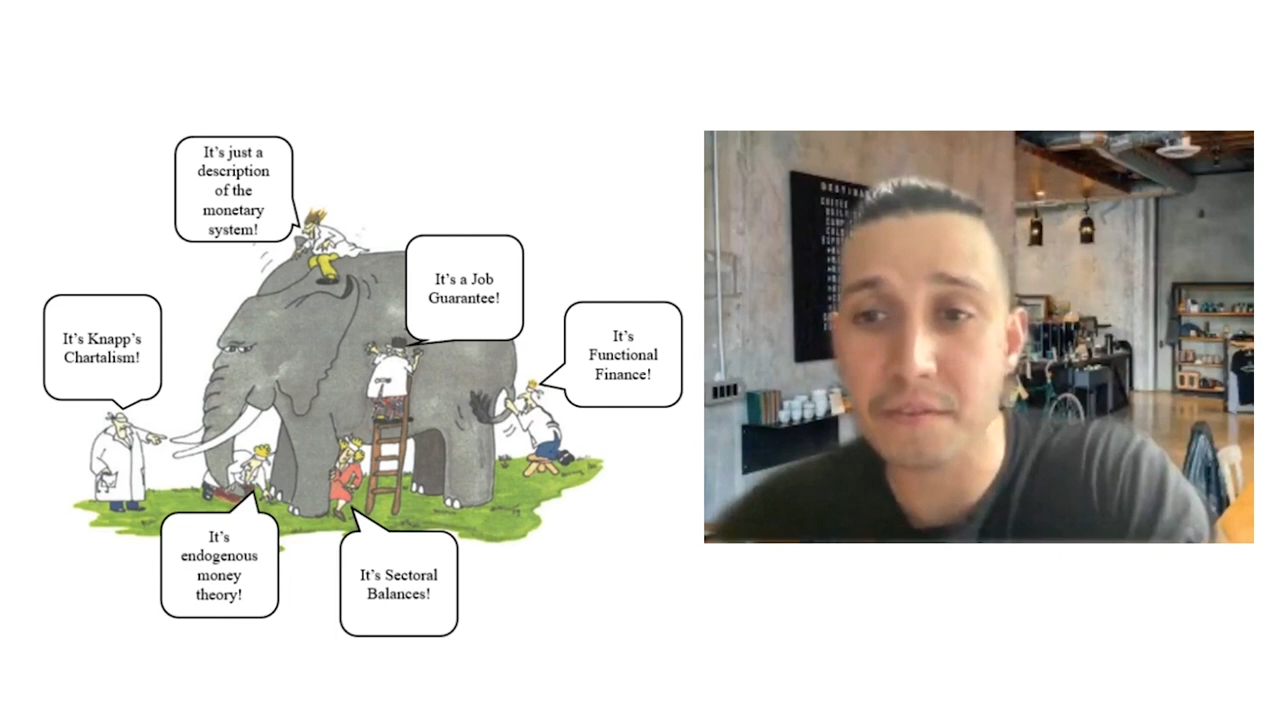 It's just a
description
of the
monetary
system!
It's a Job
Guarantee!
It's Knapp's
Chartalism!
It's
Functional
Finance!
It's
endogenous
money
theory!
It's Sectoral
Balances!
COFFEE